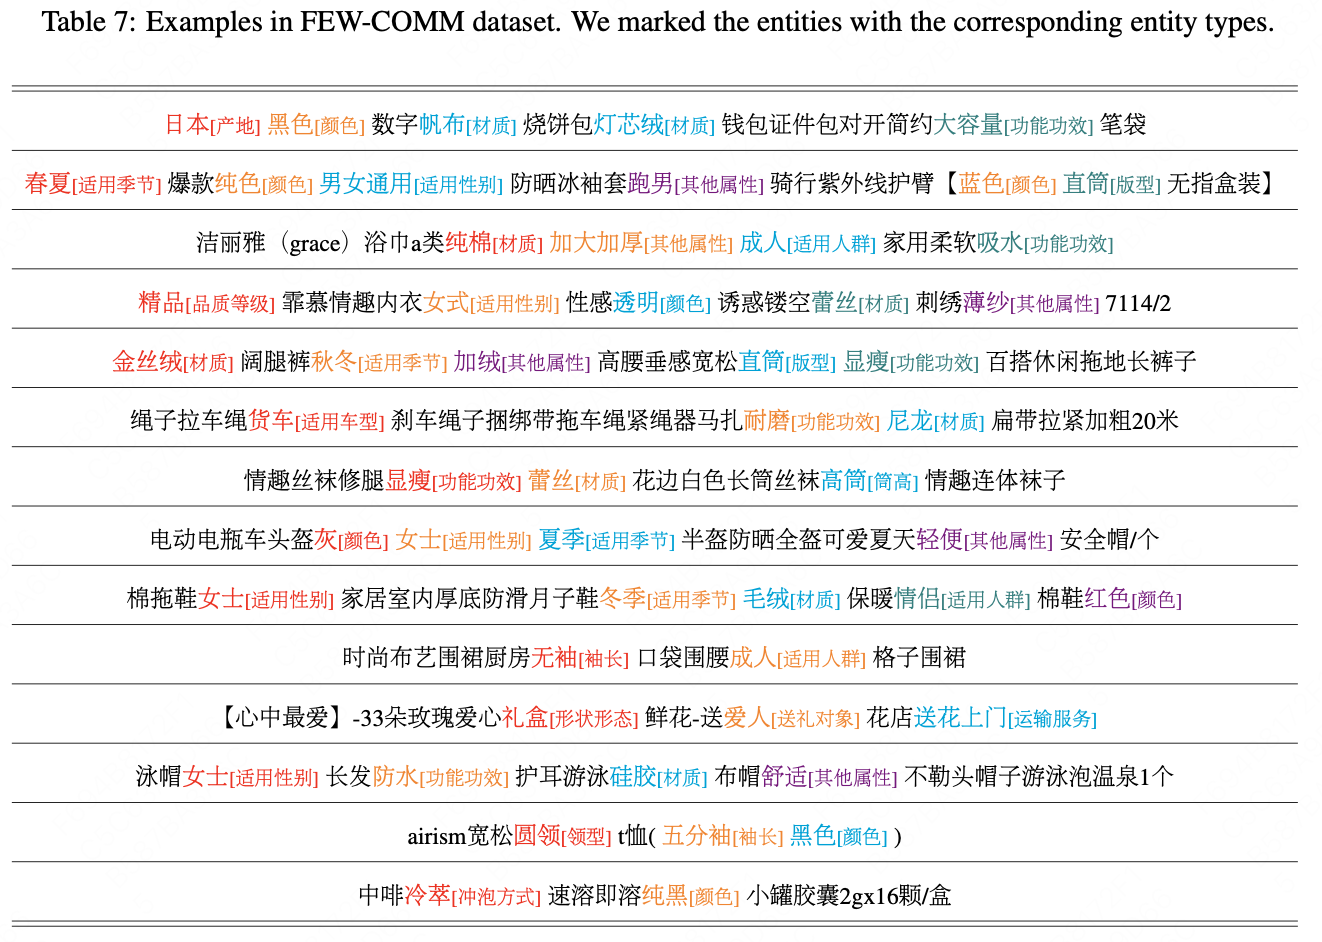 Table 7: Examples in FEW-COMM dataset. We marked the entities with the corresponding entity types.
日本[产地] 黑色[颜色] 数字帆布[材质] 烧饼包灯芯绒[材质] 钱包证件包对开简约大容量[功能功效] 笔袋
春夏[适用季节] 爆款纯色[颜色] 男女通用[适用性别] 防晒冰袖套跑男[其他属性] 骑行紫外线护臂【蓝色[颜色] 直筒[版型] 无指盒装】
洁丽雅（grace）浴巾a类纯棉[材质] 加大加厚[其他属性] 成人[适用人群] 家用柔软吸水[功能功效]
精品[品质等级] 霏慕情趣内衣女式[适用性别] 性感透明[颜色] 诱惑镂空蕾丝[材质] 刺绣薄纱[其他属性] 7114/2
金丝绒[材质] 阔腿裤秋冬[适用季节] 加绒[其他属性] 高腰垂感宽松直筒[版型] 显瘦[功能功效] 百搭休闲拖地长裤子
绳子拉车绳货车[适用车型] 刹车绳子捆绑带拖车绳紧绳器马扎耐磨[功能功效] 尼龙[材质] 扁带拉紧加粗20米
情趣丝袜修腿显瘦[功能功效] 蕾丝[材质] 花边白色长筒丝袜高筒[筒高] 情趣连体袜子
电动电瓶车头盔灰[颜色] 女士[适用性别] 夏季[适用季节] 半盔防晒全盔可爱夏天轻便[其他属性] 安全帽/个
棉拖鞋女士[适用性别] 家居室内厚底防滑月子鞋冬季[适用季节] 毛绒[材质] 保暖情侣[适用人群] 棉鞋红色[颜色]
时尚布艺围裙厨房无袖[袖长] 口袋围腰成人[适用人群] 格子围裙
【心中最爱】-33朵玫瑰爱心礼盒[形状形态] 鲜花-送爱人[送礼对象] 花店送花上门[运输服务]
泳帽女士[适用性别] 长发防水[功能功效] 护耳游泳硅胶[材质] 布帽舒适[其他属性] 不勒头帽子游泳泡温泉1个
airism宽松圆领[领型] t恤( 五分袖[袖长] 黑色[颜色] )
中啡冷萃[冲泡方式] 速溶即溶纯黑[颜色] 小罐胶囊2gx16颗/盒